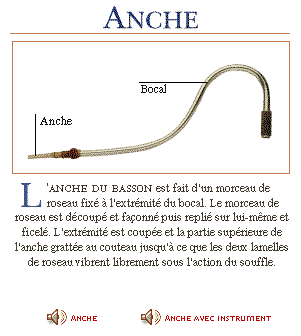 ANCHE
Bocal
Anche
L'ANCHE DU BASSON est fait d'un morceau de
roseau fixé à l'extrémité du bocal. Le morceau de
roseau est découpé et façonné puis replié sur lui-même et
ficelé. L'extrémité est coupée et la partie supérieure de
l'anche grattée au couteau jusqu'à ce que les deux lamelles
de roseau vibrent librement sous l'action du souffle.
ANCHE
ANCHE AVEC INSTRUMENT